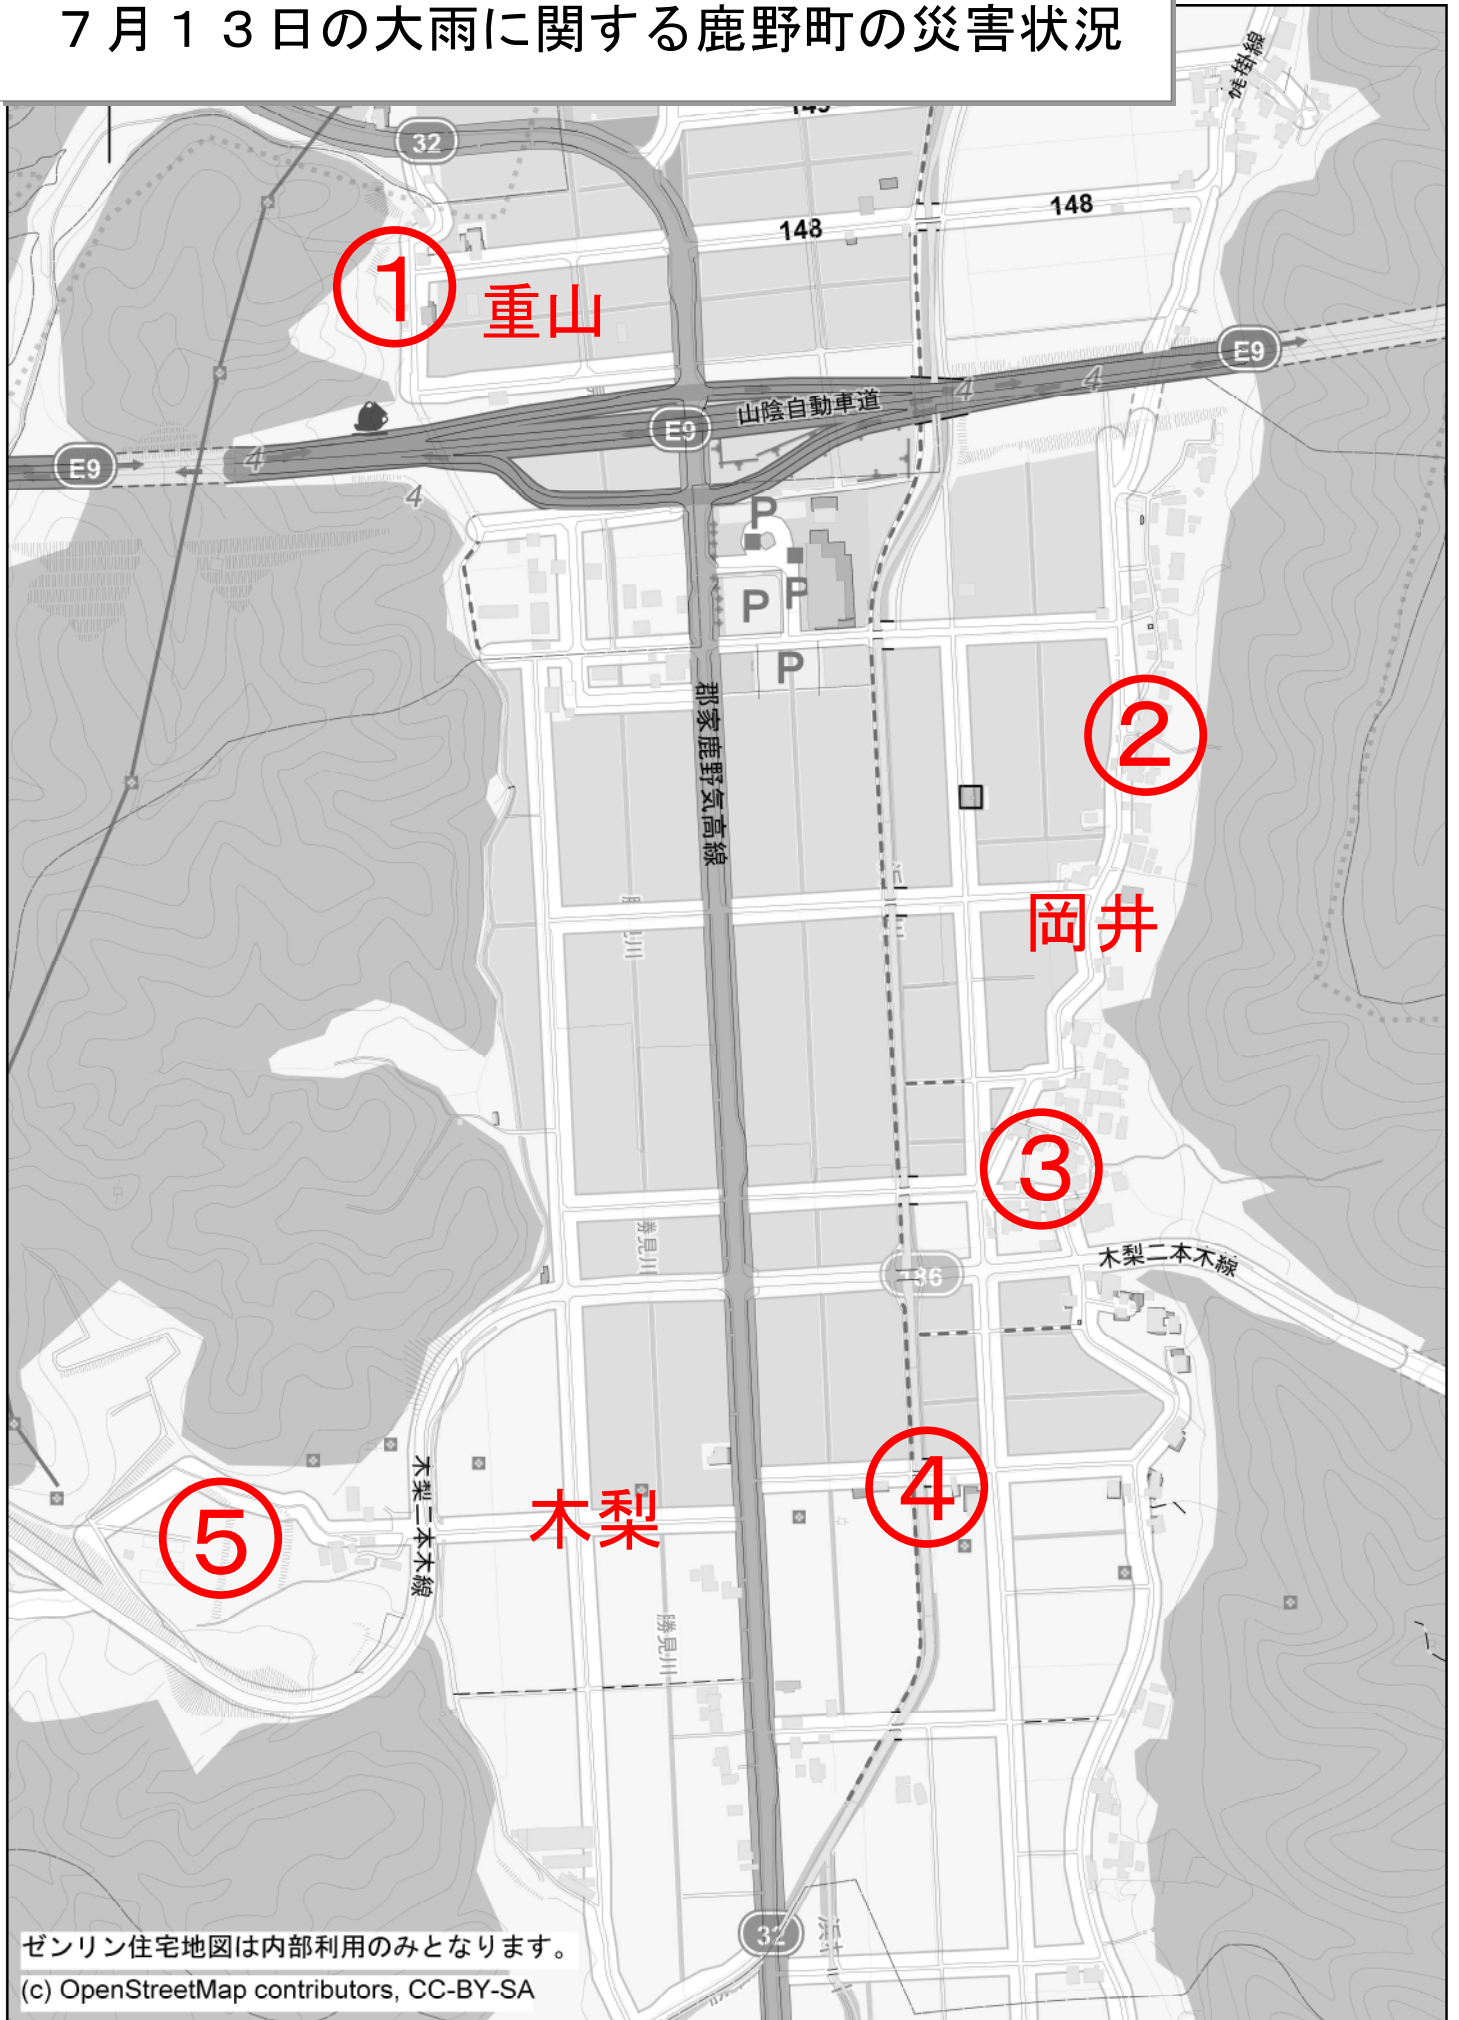 ７月１３日の大雨に関する鹿野町の災害状況
32
148
148
①
重山
E9
山陰自動車道
4
4
E9
E9
4
4
P
P
P
P
郡家鹿野気高線
②
岡井
③
勝見川
木梨二本木線
④
木梨
木梨二本木線
⑤
勝見川
32
ゼンリン住宅地図は内部利用のみとなります。
(c) OpenStreetMap contributors, CC-BY-SA